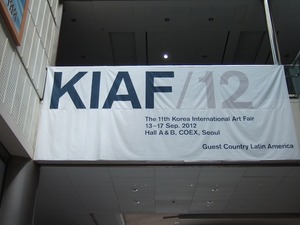 KIAF/12
The 11th Korea International Art Fair
13-17 Sep. 2012
Hall A & B, COEX, Seoul
Guest Country Latin America